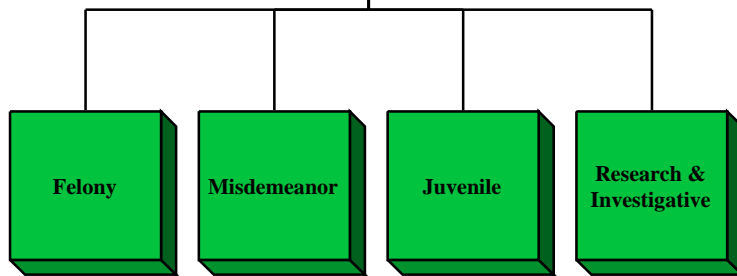 Felony
Misdemeanor
Juvenile
Research &
Investigative